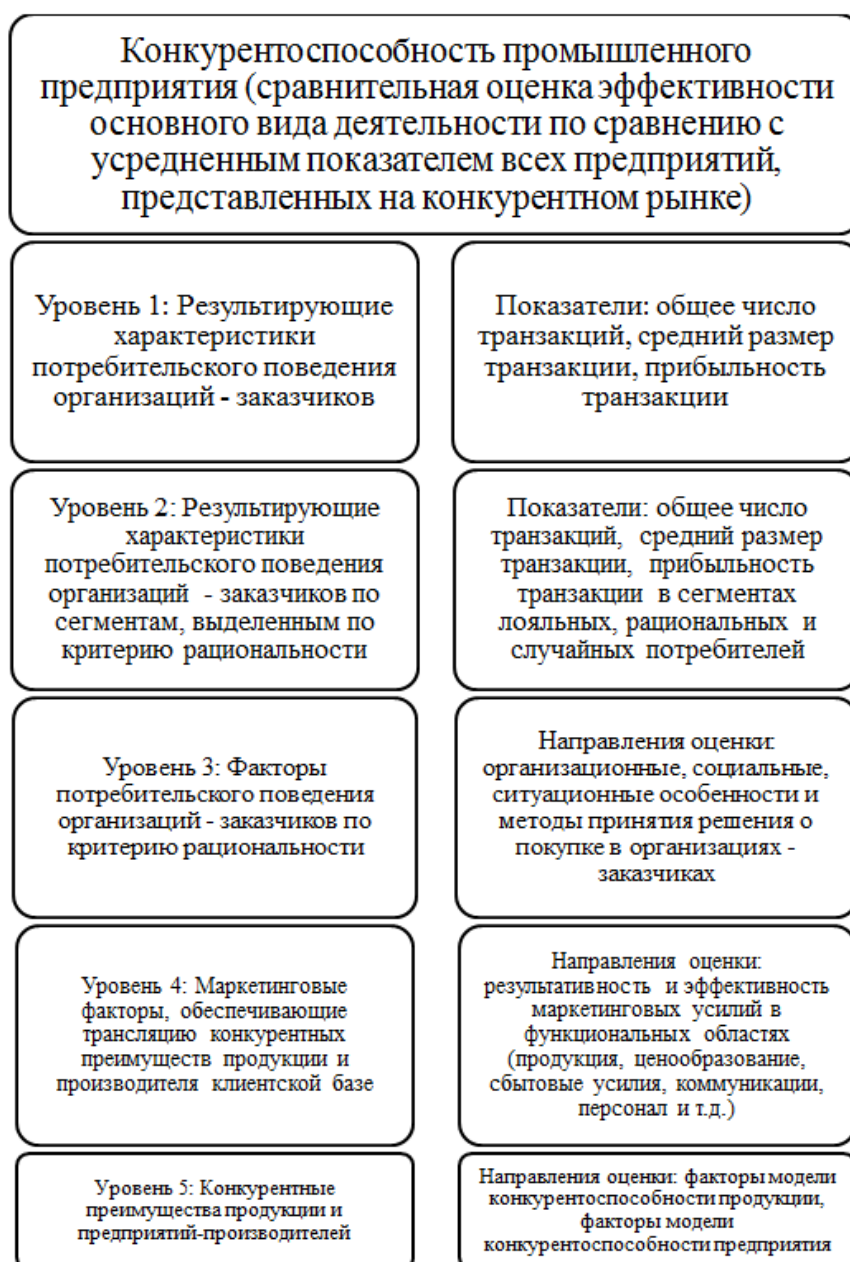 Конкурентоспособность промышленного
предприятия (сравнительная оценка эффективности
основного вида деятельности по сравнению с
усредненным показателем всех предприятий,
представленных на конкурентном рынке)
Уровень 1: Результирующие
характеристики
потребительского поведения
организаций - заказчиков
Показатели: общее число
транзакций, средний размер
транзакции, прибыльность
транзакции
Уровень 2: Результирующие
характеристики
потребительского поведения
организаций - заказчиков по
сегментам, выделенным по
критерию рациональности
Показатели: общее число
транзакций, средний размер
транзакции, прибыльность
транзакции в сегментах
лояльных, рациональных и
случайных потребителей
Уровень 3: Факторы
потребительского поведения
организаций - заказчиков по
критерию рациональности
Направления оценки:
организационные, социальные,
ситуационные особенности и
методы принятия решения о
покупке в организациях -
заказчиках
Уровень 4: Маркетинговые
факторы, обеспечивающие
трансляцию конкурентных
преимуществ продукции и
производителя клиентской базе
Направления оценки:
результативность и эффективность
маркетинговых усилий в
функциональных областях
(продукция, ценообразование,
сбытовые усилия, коммуникации,
персонал и т.д.)
Уровень 5: Конкурентные
преимущества продукции и
предприятий-производителей
Направления оценки: факторы модели
конкурентоспособности продукции,
факторы модели
конкурентоспособности предприятия